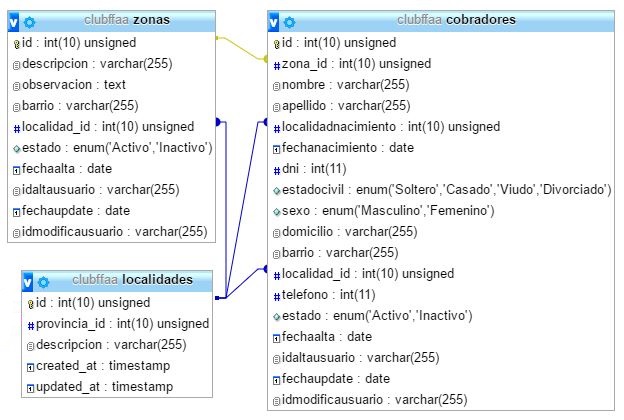 clubffaa zonas
id : int(10) unsigned
descripcion : varchar(255)
observacion : text
barrio : varchar(255)
localidad_id : int(10) unsigned
estado : enum('Activo','Inactivo')
fechaalta : date
idaltausuario : varchar(255)
fechaupdate : date
idmodificausuario : varchar(255)
clubffaa localidades
id : int(10) unsigned
provincia_id : int(10) unsigned
descripcion : varchar(255)
created_at : timestamp
updated_at : timestamp
clubffaa cobradores
id : int(10) unsigned
zona_id : int(10) unsigned
nombre : varchar(255)
apellido : varchar(255)
localidadnacimiento : int(10) unsigned
fechanacimiento : date
dni : int(11)
estadocivil : enum('Soltero','Casado','Viudo','Divorciado')
sexo : enum('Masculino','Femenino')
domicilio : varchar(255)
barrio : varchar(255)
localidad_id : int(10) unsigned
telefono : int(11)
estado : enum('Activo','Inactivo')
fechaalta : date
idaltausuario : varchar(255)
fechaupdate : date
idmodificausuario : varchar(255)